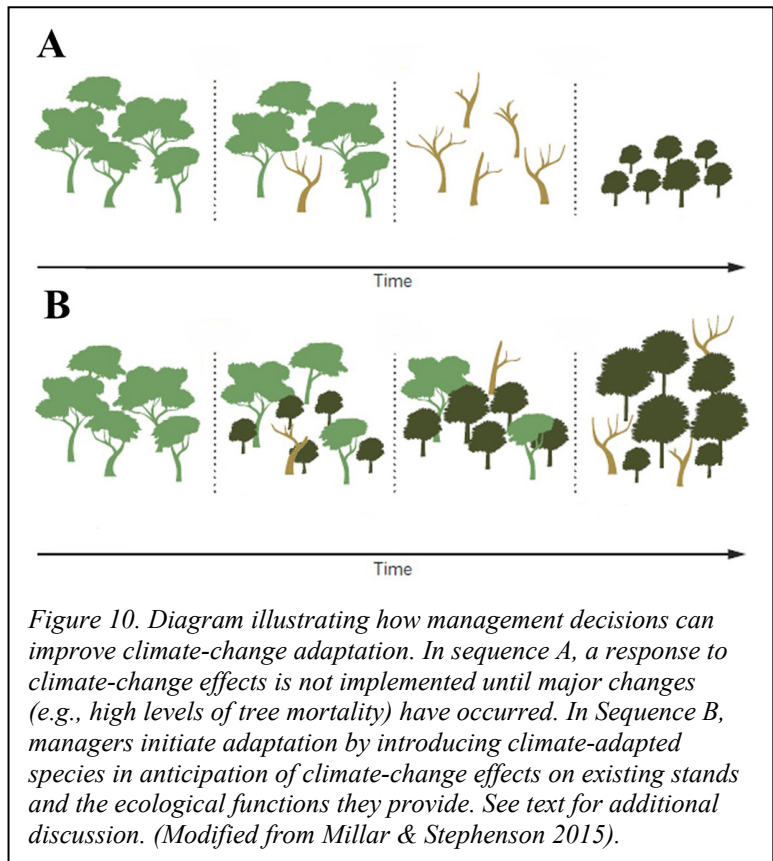 A
Time
B
Time
Figure 10. Diagram illustrating how management decisions can
improve climate-change adaptation. In sequence A, a response to
climate-change effects is not implemented until major changes
(e.g., high levels of tree mortality) have occurred. In Sequence B,
managers initiate adaptation by introducing climate-adapted
species in anticipation of climate-change effects on existing stands
and the ecological functions they provide. See text for additional
discussion. (Modified from Millar & Stephenson 2015).